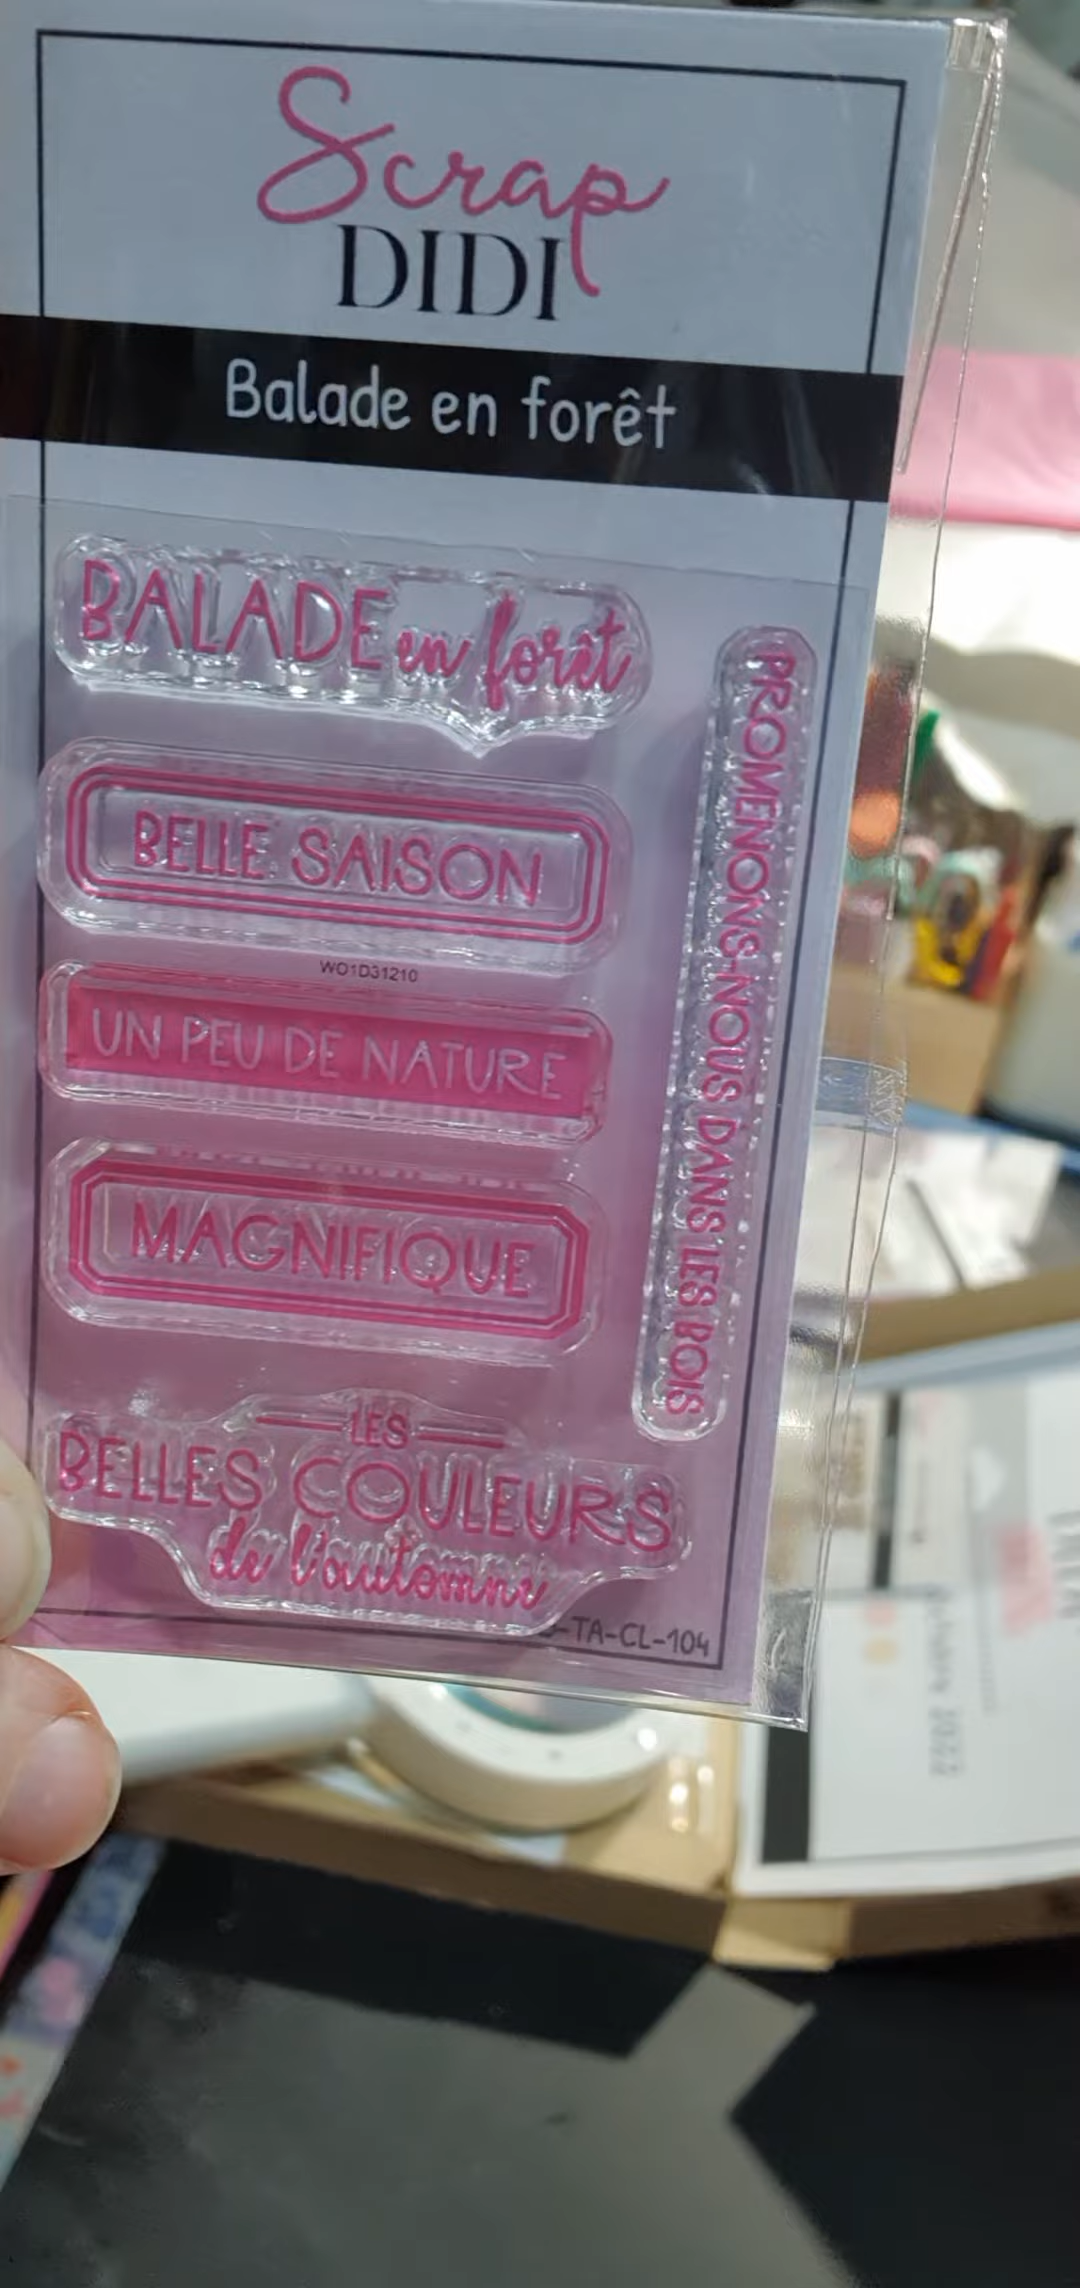 Scrap
DIDI
Balade en forêt
BALADE en forêt
PROMENONS-NOUS DANS LES BOIS
BELLE SAISON
WO1D31210
UN PEU DE NATURE
MAGNIFIQUE
LES
BELLES COULEURS
de l'automne
-TA-CL-104